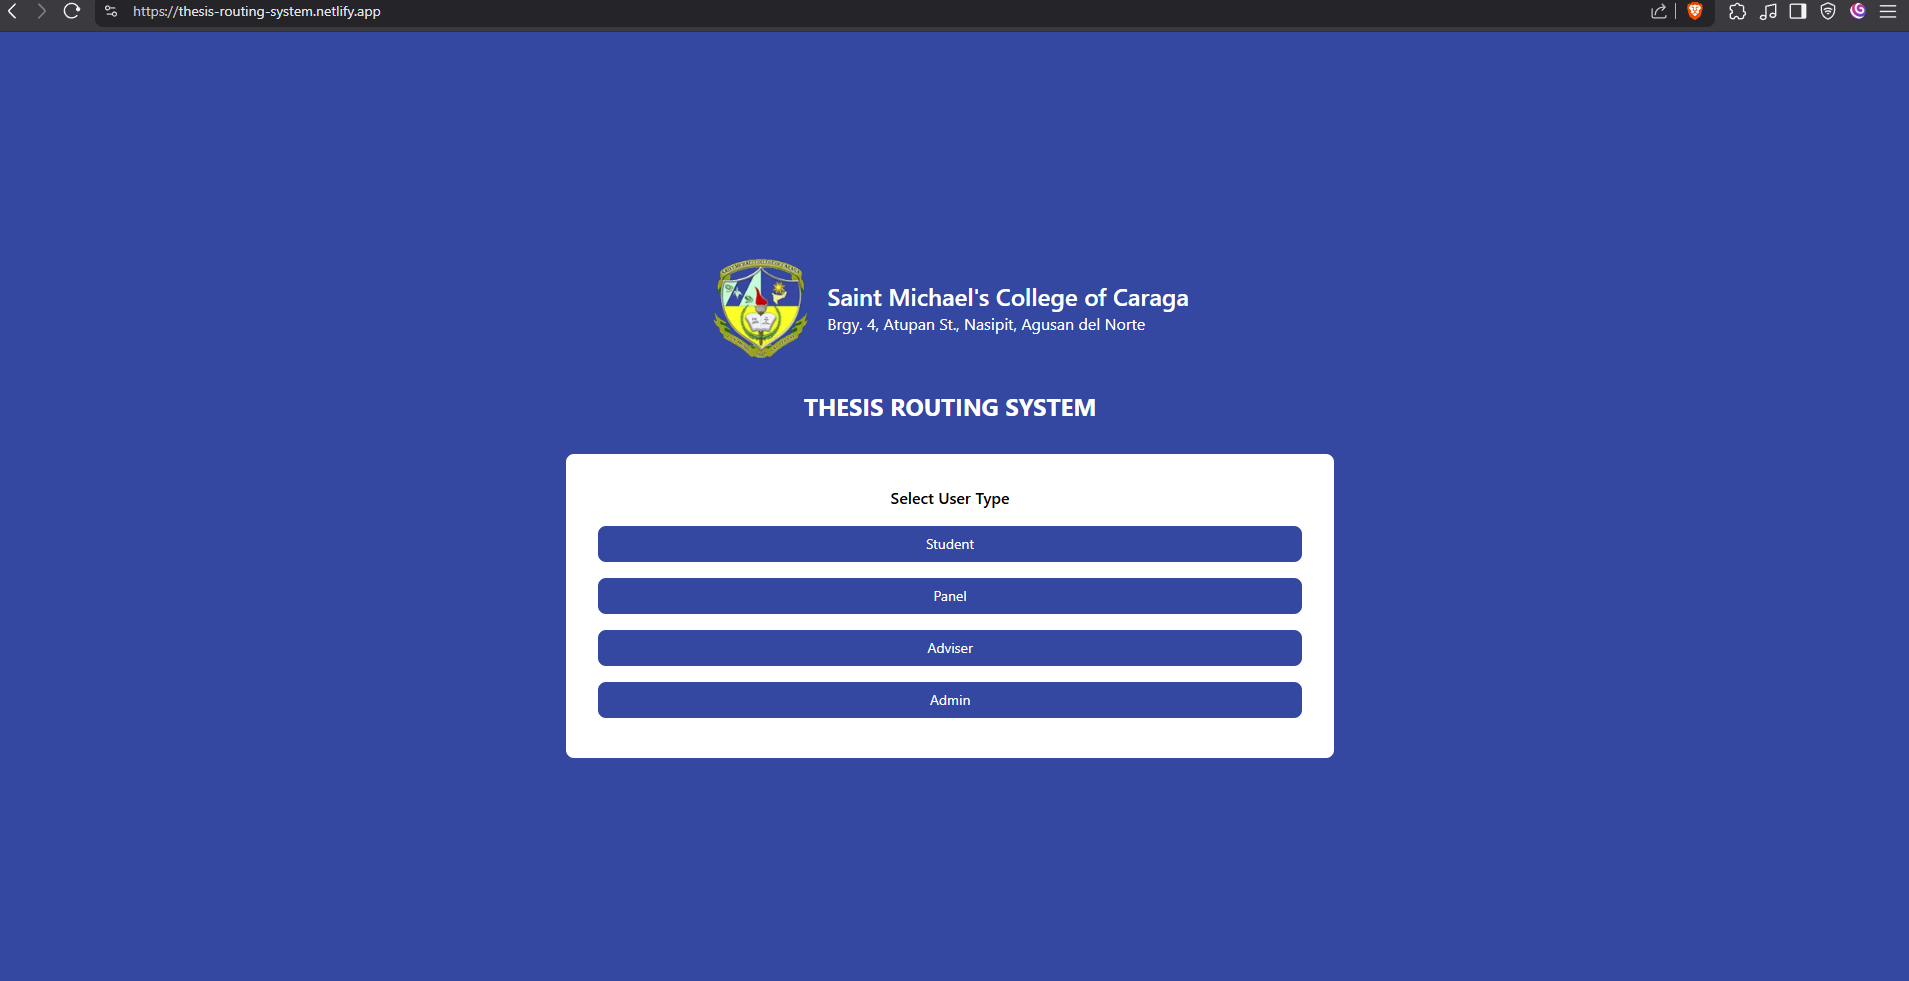 https://thesis-routing-system.netlify.app
Saint Michael's College of Caraga
Brgy. 4, Atupan St., Nasipit, Agusan del Norte
THESIS ROUTING SYSTEM
Select User Type
Student
Panel
Adviser
Admin